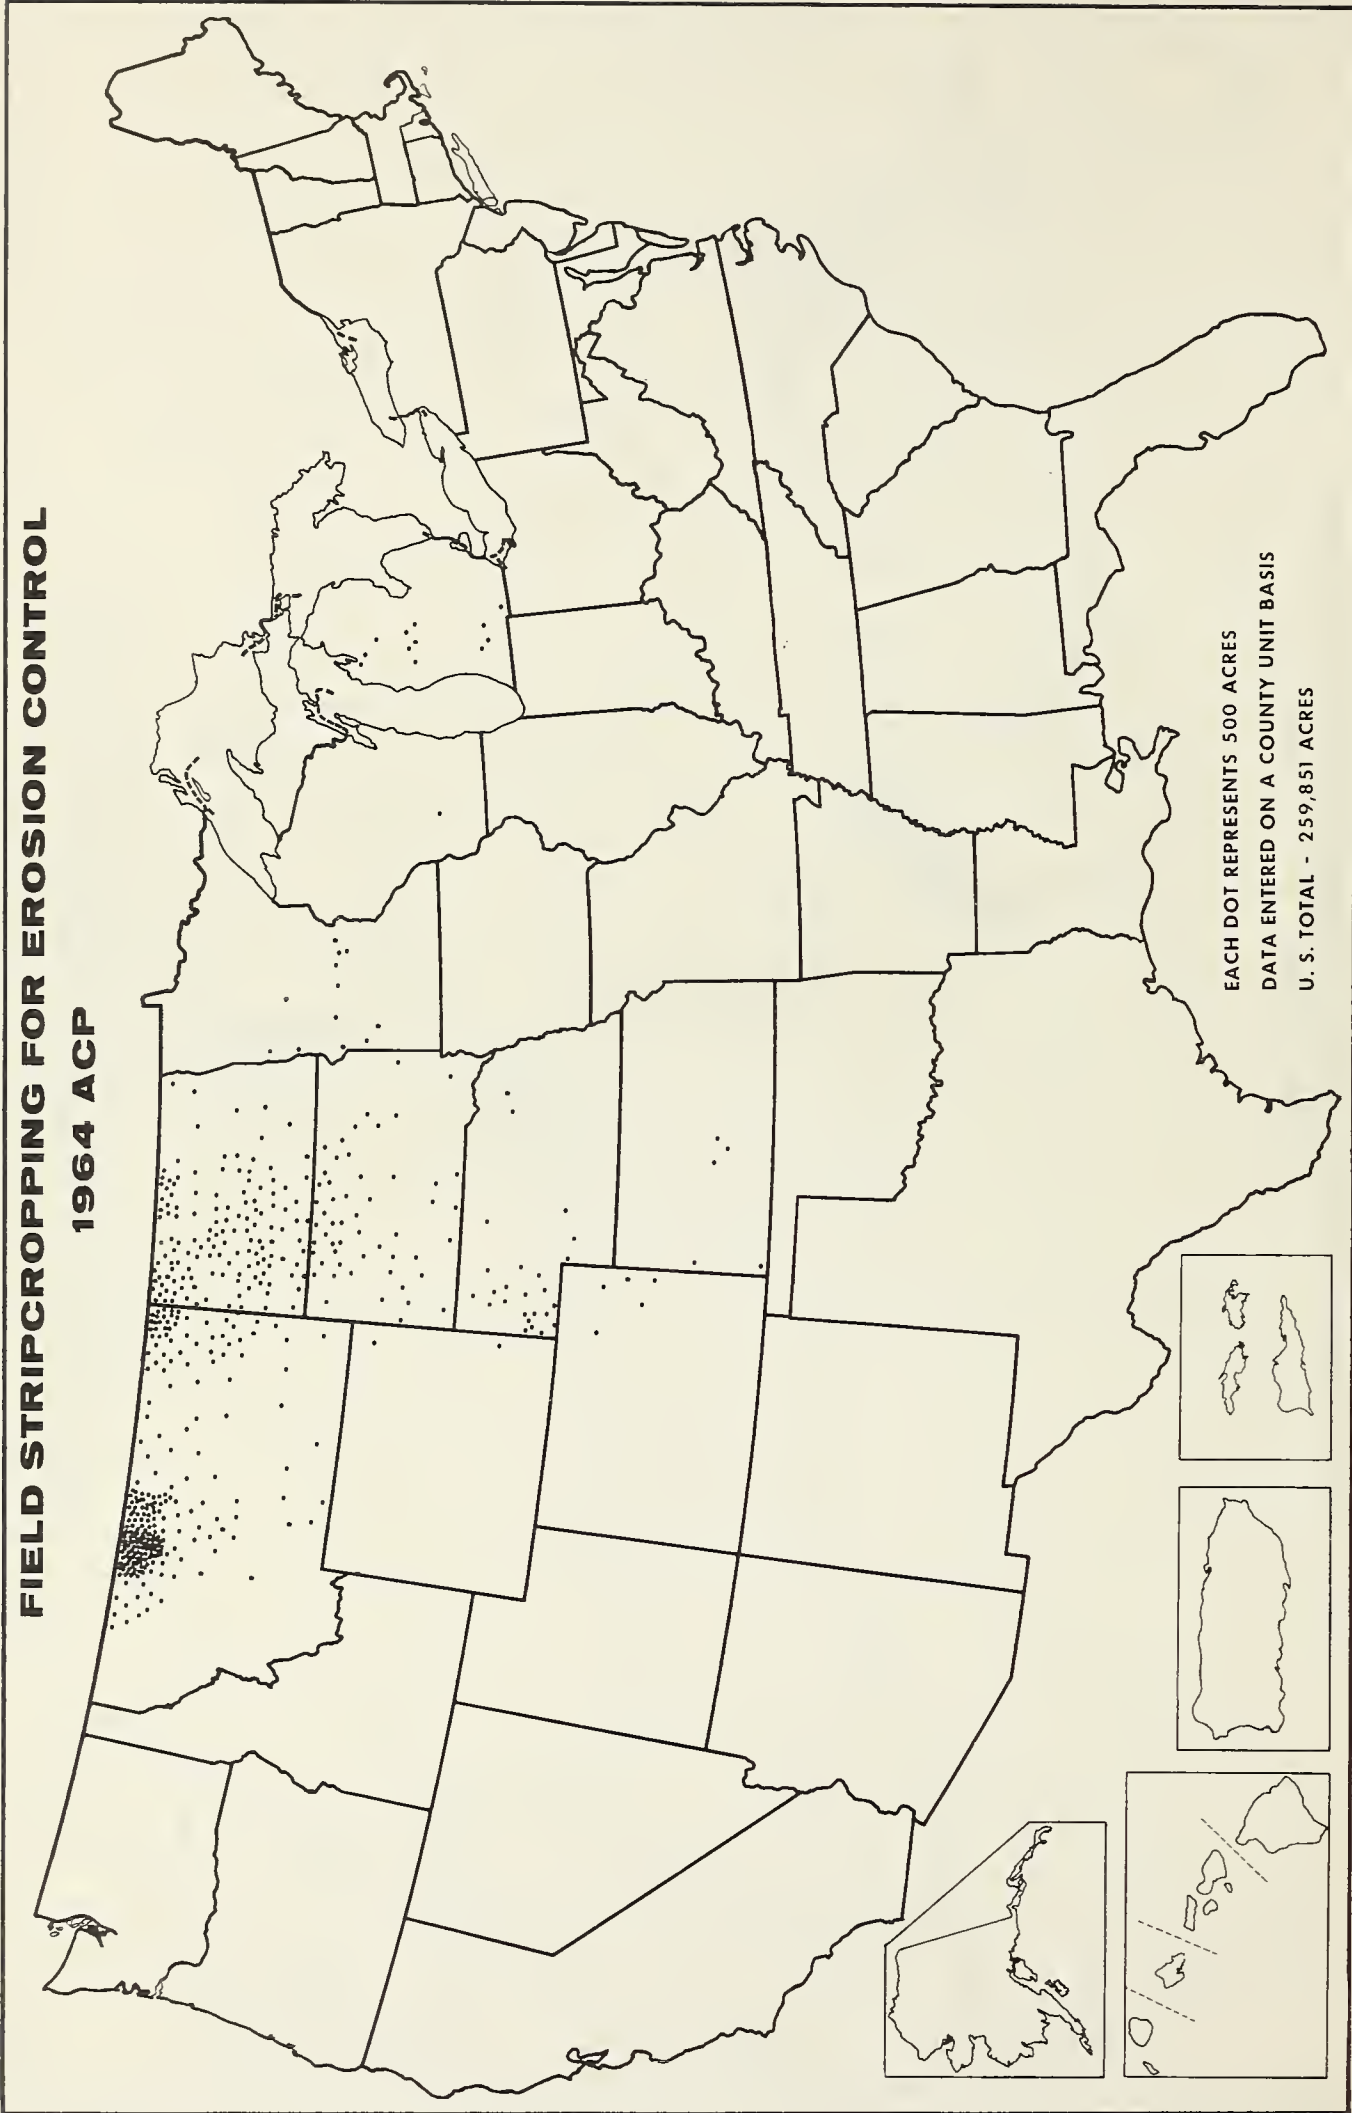 FIELD STRIPCROPPING FOR EROSION CONTROL
1964 ACP
EACH DOT REPRESENTS 500 ACRES
DATA ENTERED ON A COUNTY UNIT BASIS
U. S. TOTAL - 259,851 ACRES